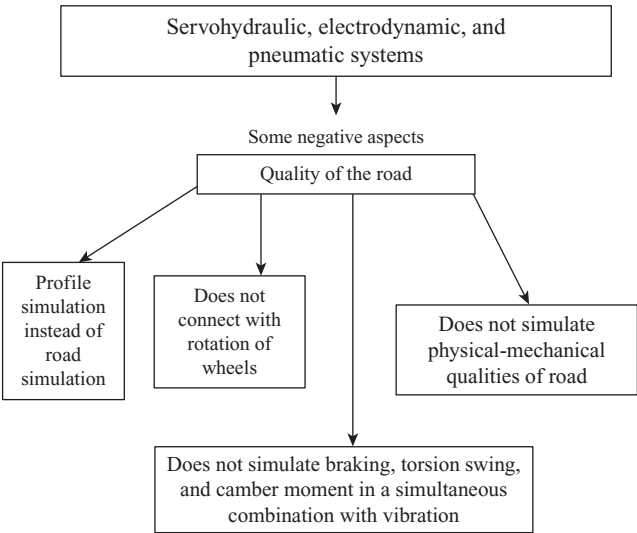 Servohydraulic, electrodynamic, and
pneumatic systems
Some negative aspects
Quality of the road
Profile
simulation
instead of
road
simulation
Does not
connect with
rotation of
wheels
Does not simulate
physical-mechanical
qualities of road
Does not simulate braking, torsion swing,
and camber moment in a simultaneous
combination with vibration